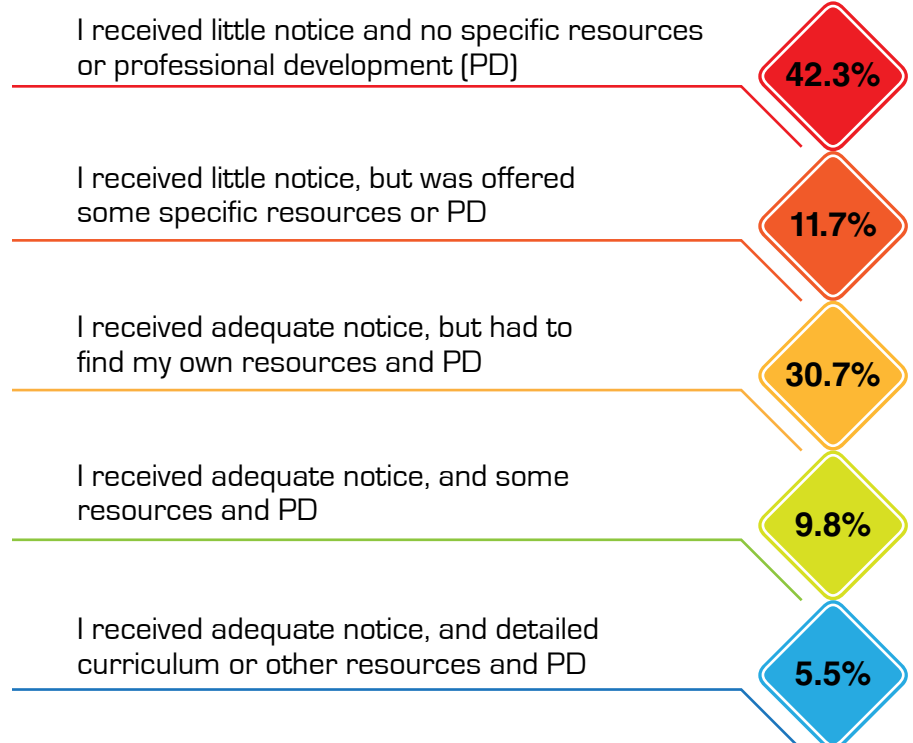 I received little notice and no specific resources
or professional development (PD)
42.3%
I received little notice, but was offered
some specific resources or PD
11.7%
I received adequate notice, but had to
find my own resources and PD
30.7%
I received adequate notice, and some
resources and PD
9.8%
I received adequate notice, and detailed
curriculum or other resources and PD
5.5%